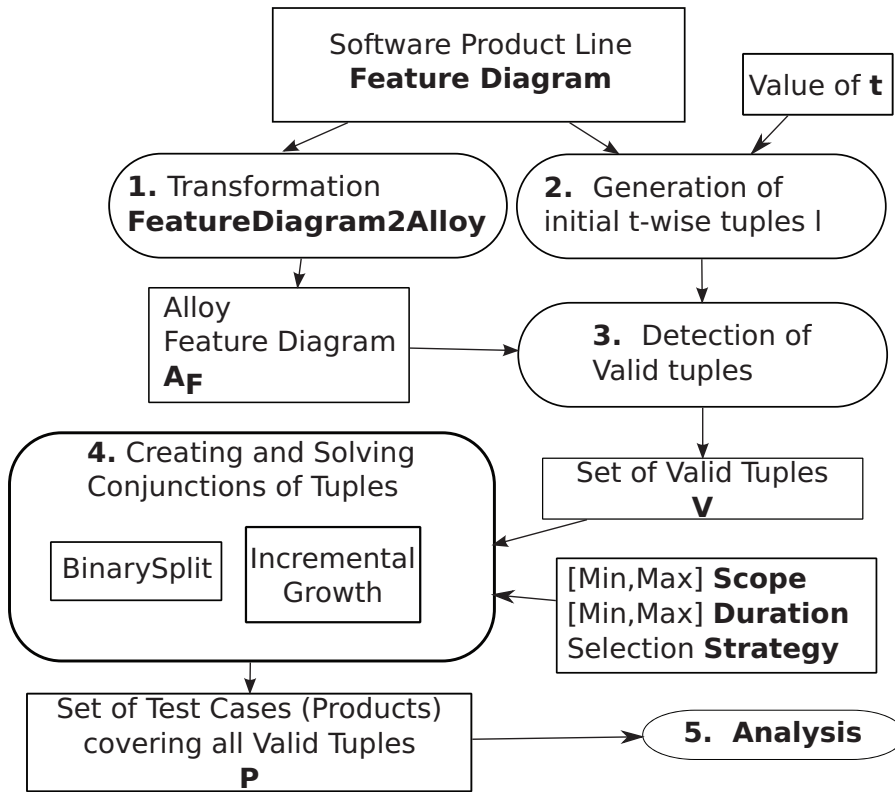 Software Product Line
Feature Diagram
Value of t
1. Transformation
FeatureDiagram2Alloy
2. Generation of
initial t-wise tuples I
Alloy
Feature Diagram
AF
3. Detection of
Valid tuples
4. Creating and Solving
Conjunctions of Tuples
BinarySplit
Incremental
Growth
Set of Valid Tuples
V
[Min,Max] Scope
[Min,Max] Duration
Selection Strategy
Set of Test Cases (Products)
covering all Valid Tuples
P
5. Analysis